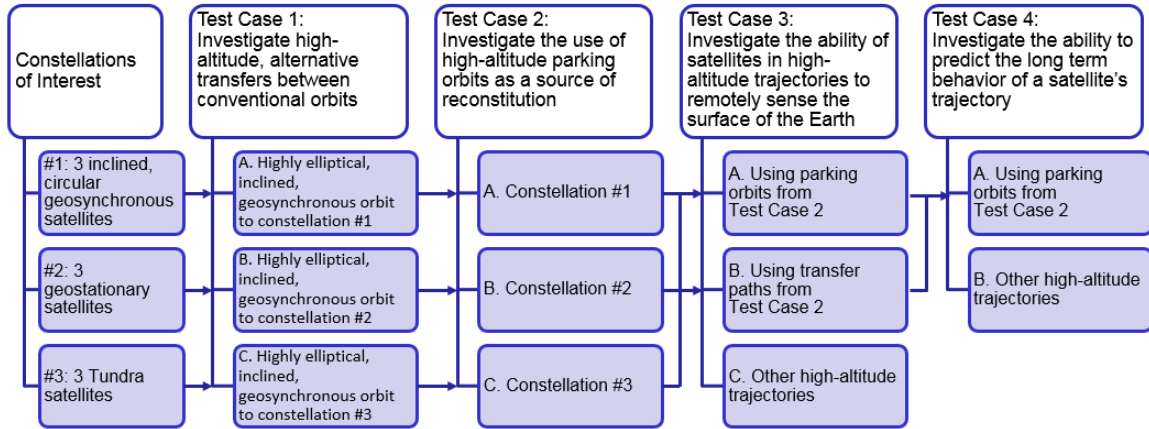 Constellations
of Interest
#1: 3 inclined,
circular
geosynchronous
satellites
#2: 3
geostationary
satellites
#3: 3 Tundra
satellites
Test Case 1:
Investigate high-
altitude, alternative
transfers between
conventional orbits
A. Highly elliptical,
inclined,
geosynchronous orbit
to constellation #1
B. Highly elliptical,
inclined,
geosynchronous orbit
to constellation #2
C. Highly elliptical,
inclined,
geosynchronous orbit
to constellation #3
Test Case 2:
Investigate the use of
high-altitude parking
orbits as a source of
reconstitution
A. Constellation #1
B. Constellation #2
C. Constellation #3
Test Case 3:
Investigate the ability of
satellites in high-
altitude trajectories to
remotely sense the
surface of the Earth
A. Using parking
orbits from
Test Case 2
B. Using transfer
paths from
Test Case 2
C. Other high-altitude
trajectories
Test Case 4:
Investigate the ability to
predict the long term
behavior of a satellite's
trajectory
A. Using parking
orbits from
Test Case 2
B. Other high-altitude
trajectories